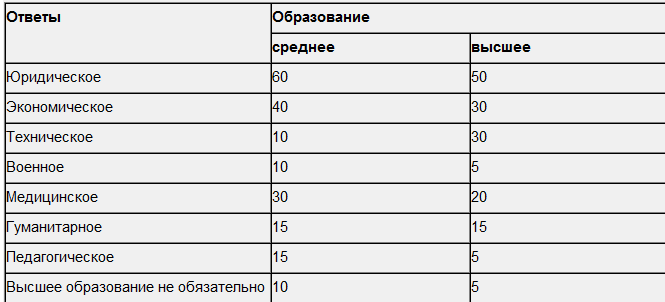 Ответы Образование
среднее высшее
Юридическое 60 50
Экономическое 40 30
Техническое 10 30
Военное 10 5
Медицинское 30 20
Гуманитарное 15 15
Педагогическое 15 5
Высшее образование не обязательно 10 5